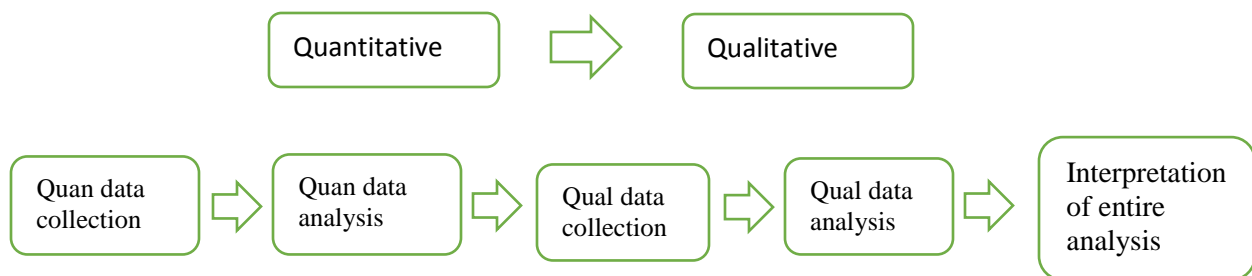 Quantitative
Qualitative
Quan data
collection
Quan data
analysis
Qual data
collection
Qual data
analysis
Interpretation
of entire
analysis